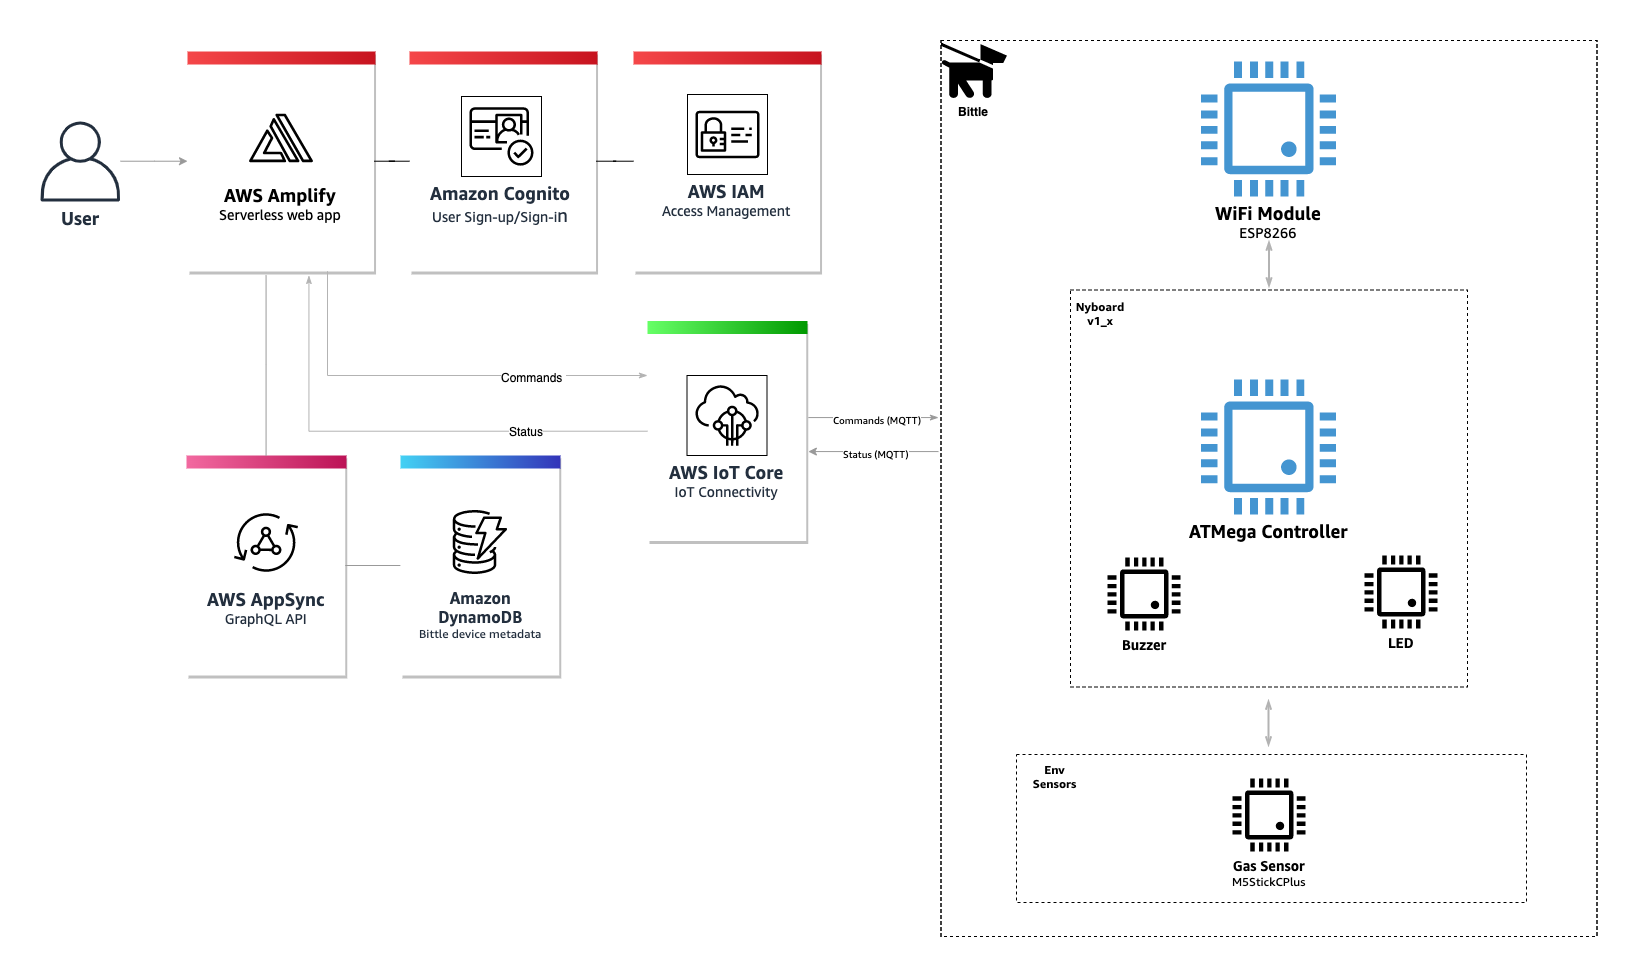 User
AWS Amplify
Serverless web app
Amazon Cognito
User Sign-up/Sign-in
AWS IAM
Access Management
Commands
Status
AWS IoT Core
IoT Connectivity
Commands (MQTT)
Status (MQTT)
AWS AppSync
GraphQL API
Amazon
DynamoDB
Bittle device metadata
Bittle
WiFi Module
ESP8266
Nyboard
v1_x
ATMega Controller
Buzzer
LED
Env
Sensors
Gas Sensor
M5StickCPlus